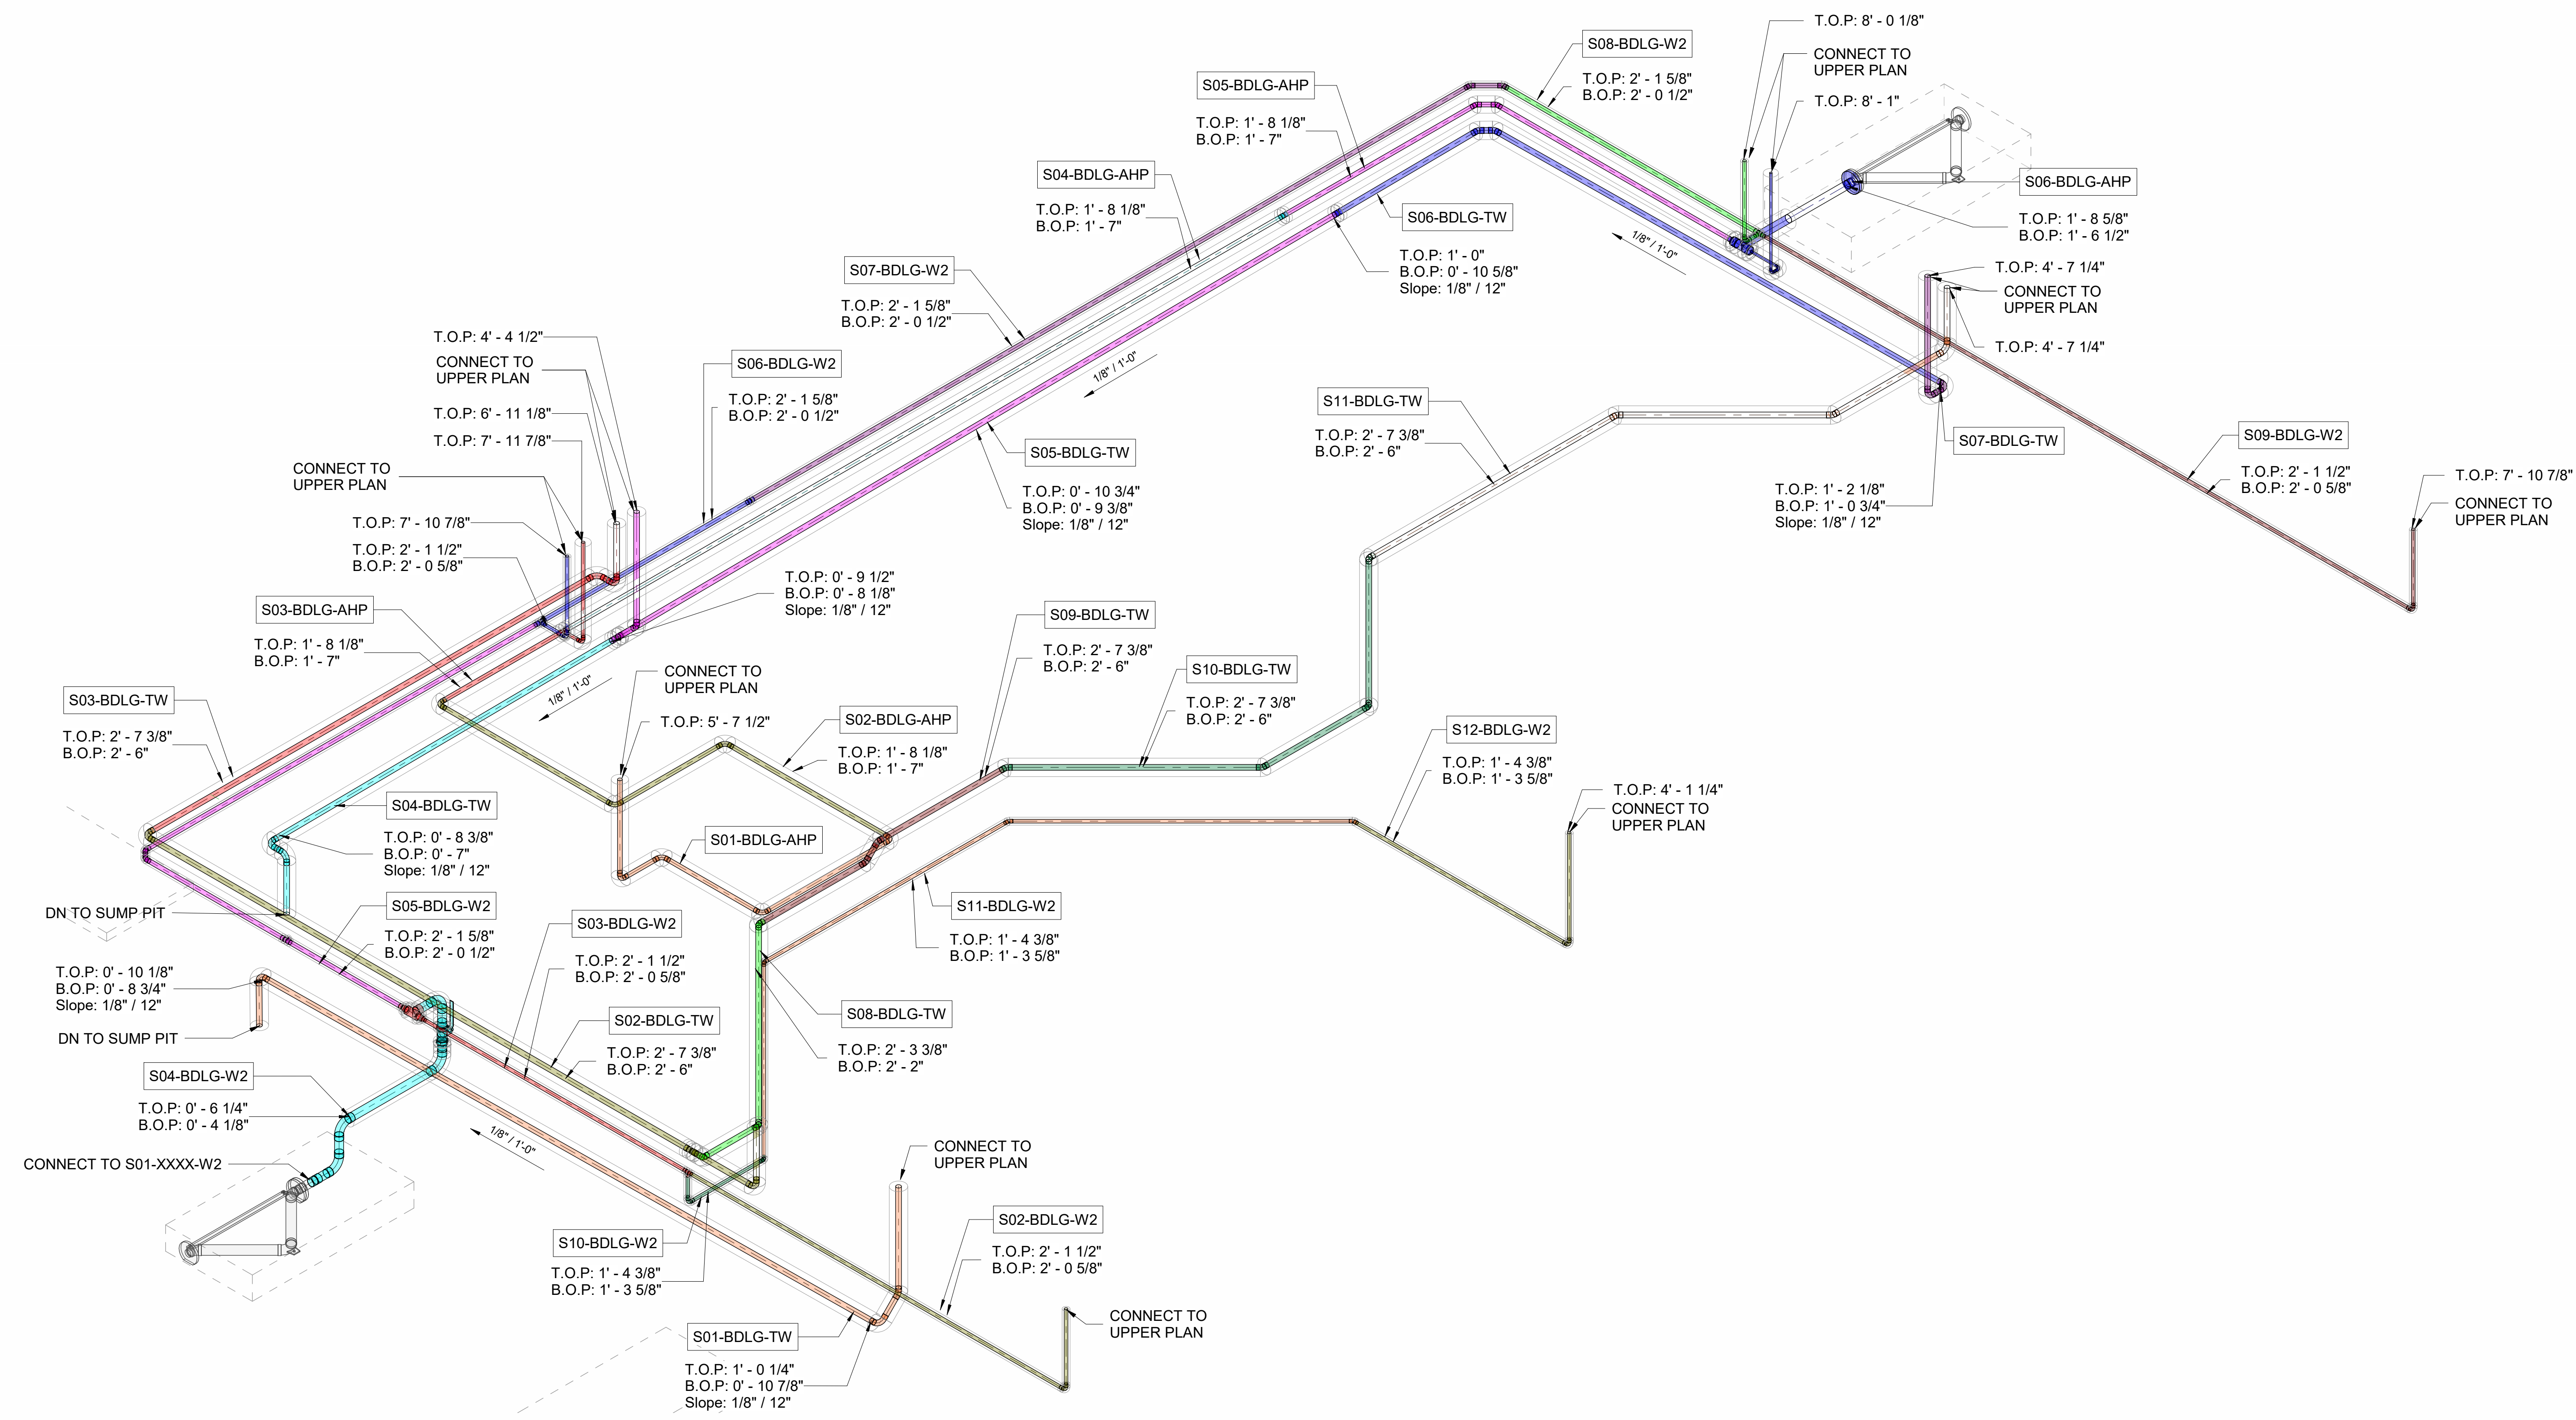 T.O.P: 8' - 0 1/8"
CONNECT TO
UPPER PLAN
T.O.P: 8' - 1"
S08-BDLG-W2
T.O.P: 2' - 1 5/8"
B.O.P: 2' - 0 1/2"
S05-BDLG-AHP
T.O.P: 1' - 8 1/8"
B.O.P: 1' - 7"
S04-BDLG-AHP
T.O.P: 1' - 8 1/8"
B.O.P: 1' - 7"
S06-BDLG-AHP
T.O.P: 1' - 8 5/8"
B.O.P: 1' - 6 1/2"
S06-BDLG-TW
T.O.P: 1' - 0"
B.O.P: 0' - 10 5/8"
Slope: 1/8" / 12"
1/8" / 1'-0"
T.O.P: 4' - 7 1/4"
CONNECT TO
UPPER PLAN
T.O.P: 4' - 7 1/4"
S07-BDLG-W2
T.O.P: 2' - 1 5/8"
B.O.P: 2' - 0 1/2"
T.O.P: 4' - 4 1/2"
CONNECT TO
UPPER PLAN
T.O.P: 6' - 11 1/8"
T.O.P: 7' - 11 7/8"
S06-BDLG-W2
T.O.P: 2' - 1 5/8"
B.O.P: 2' - 0 1/2"
1/8" / 1'-0"
S11-BDLG-TW
T.O.P: 2' - 7 3/8"
B.O.P: 2' - 6"
S05-BDLG-TW
T.O.P: 0' - 10 3/4"
B.O.P: 0' - 9 3/8"
Slope: 1/8" / 12"
S07-BDLG-TW
T.O.P: 1' - 2 1/8"
B.O.P: 1' - 0 3/4"
Slope: 1/8" / 12"
S09-BDLG-W2
T.O.P: 2' - 1 1/2"
B.O.P: 2' - 0 5/8"
T.O.P: 7' - 10 7/8"
CONNECT TO
UPPER PLAN
CONNECT TO
UPPER PLAN
T.O.P: 7' - 10 7/8"
T.O.P: 2' - 1 1/2"
B.O.P: 2' - 0 5/8"
S03-BDLG-AHP
T.O.P: 1' - 8 1/8"
B.O.P: 1' - 7"
T.O.P: 0' - 9 1/2"
B.O.P: 0' - 8 1/8"
Slope: 1/8" / 12"
S09-BDLG-TW
T.O.P: 2' - 7 3/8"
B.O.P: 2' - 6"
S10-BDLG-TW
T.O.P: 2' - 7 3/8"
B.O.P: 2' - 6"
CONNECT TO
UPPER PLAN
T.O.P: 5' - 7 1/2"
1/8" / 1'-0"
S03-BDLG-TW
T.O.P: 2' - 7 3/8"
B.O.P: 2' - 6"
S02-BDLG-AHP
T.O.P: 1' - 8 1/8"
B.O.P: 1' - 7"
S12-BDLG-W2
T.O.P: 1' - 4 3/8"
B.O.P: 1' - 3 5/8"
T.O.P: 4' - 1 1/4"
CONNECT TO
UPPER PLAN
S04-BDLG-TW
T.O.P: 0' - 8 3/8"
B.O.P: 0' - 7"
Slope: 1/8" / 12"
S01-BDLG-AHP
DN TO SUMP PIT
S05-BDLG-W2
T.O.P: 2' - 1 5/8"
B.O.P: 2' - 0 1/2"
S03-BDLG-W2
T.O.P: 2' - 1 1/2"
B.O.P: 2' - 0 5/8"
S11-BDLG-W2
T.O.P: 1' - 4 3/8"
B.O.P: 1' - 3 5/8"
T.O.P: 0' - 10 1/8"
B.O.P: 0' - 8 3/4"
Slope: 1/8" / 12"
DN TO SUMP PIT
S02-BDLG-TW
T.O.P: 2' - 7 3/8"
B.O.P: 2' - 6"
S08-BDLG-TW
T.O.P: 2' - 3 3/8"
B.O.P: 2' - 2"
S04-BDLG-W2
T.O.P: 0' - 6 1/4"
B.O.P: 0' - 4 1/8"
CONNECT TO S01-XXXX-W2
1/8" / 1'-0"
CONNECT TO
UPPER PLAN
S10-BDLG-W2
T.O.P: 1' - 4 3/8"
B.O.P: 1' - 3 5/8"
S02-BDLG-W2
T.O.P: 2' - 1 1/2"
B.O.P: 2' - 0 5/8"
CONNECT TO
UPPER PLAN
S01-BDLG-TW
T.O.P: 1' - 0 1/4"
B.O.P: 0' - 10 7/8"
Slope: 1/8" / 12"